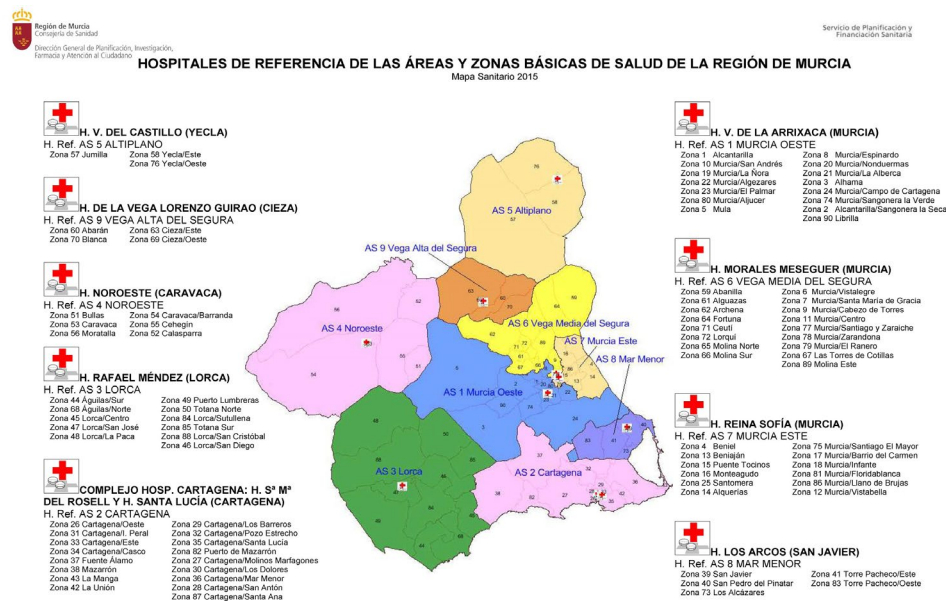 Región de Murcia
Consejería de Sanidad
Dirección General de Planificación, Investigación,
Farmacia y Atención al Ciudadano
Servicio de Planificación y
Financiación Sanitaria
HOSPITALES DE REFERENCIA DE LAS ÁREAS Y ZONAS BÁSICAS DE SALUD DE LA REGIÓN DE MURCIA
Mapa Sanitario 2015
H. V. DEL CASTILLO (YECLA)
H. Ref. AS 5 ALTIPLANO
Zona 57 Jumilla
Zona 58 Yecla/Este
Zona 76 Yecla/Oeste
H. DE LA VEGA LORENZO GUIRAO (CIEZA)
H. Ref. AS 9 VEGA ALTA DEL SEGURA
Zona 60 Abarán
Zona 70 Blanca
Zona 63 Cieza/Este
Zona 69 Cieza/Oeste
H. NOROESTE (CARAVACA)
H. Ref. AS 4 NOROESTE
Zona 51 Bullas
Zona 53 Caravaca
Zona 56 Moratalla
Zona 54 Caravaca/Barranda
Zona 55 Cehegin
Zona 52 Calasparra
H. RAFAEL MÉNDEZ (LORCA)
H. Ref. AS 3 LORCA
Zona 44 Águilas/Sur
Zona 68 Águilas/Norte
Zona 45 Lorca/Centro
Zona 47 Lorca/San José
Zona 48 Lorca/La Paca
Zona 49 Puerto Lumbreras
Zona 50 Totana Norte
Zona 84 Lorca/Sutullena
Zona 85 Totana Sur
Zona 88 Lorca/San Cristóbal
Zona 46 Lorca/San Diego
COMPLEJO HOSP. CARTAGENA: H. Sª Mª
DEL ROSELL Y H. SANTA LUCÍA (CARTAGENA)
H. Ref. AS 2 CARTAGENA
Zona 26 Cartagena/Oeste
Zona 31 Cartagena/I. Peral
Zona 33 Cartagena/Este
Zona 34 Cartagena/Casco
Zona 37 Fuente Álamo
Zona 38 Mazarrón
Zona 43 La Manga
Zona 42 La Unión
Zona 29 Cartagena/Los Barreros
Zona 32 Cartagena/Pozo Estrecho
Zona 35 Cartagena/Santa Lucía
Zona 82 Puerto de Mazarrón
Zona 27 Cartagena/Molinos Marfagones
Zona 30 Cartagena/Los Dolores
Zona 36 Cartagena/Mar Menor
Zona 28 Cartagena/San Antón
Zona 87 Cartagena/Santa Ana
AS 5 Altiplano
AS 9 Vega Alta del Segura
AS 4 Noroeste
AS 6 Vega Media del Segura
AS 7 Murcia Este
AS 8 Mar Menor
AS 1 Murcia Oeste
AS 3 Lorca
AS 2 Cartagena
H. V. DE LA ARRIXACA (MURCIA)
H. Ref. AS 1 MURCIA OESTE
Zona 1 Alcantarilla
Zona 10 Murcia/San Andrés
Zona 19 Murcia/La Ñora
Zona 22 Murcia/Algezares
Zona 23 Murcia/El Palmar
Zona 80 Murcia/Aljucer
Zona 5 Mula
Zona 8 Murcia/Espinardo
Zona 20 Murcia/Nonduermas
Zona 21 Murcia/La Alberca
Zona 3 Alhama
Zona 24 Murcia/Campo de Cartagena
Zona 74 Murcia/Sangonera la Verde
Zona 2 Alcantarilla/Sangonera la Seca
Zona 90 Librilla
H. MORALES MESEGUER (MURCIA)
H. Ref. AS 6 VEGA MEDIA DEL SEGURA
Zona 59 Abanilla
Zona 61 Alguazas
Zona 62 Archena
Zona 64 Fortuna
Zona 71 Ceutí
Zona 72 Lorquí
Zona 65 Molina Norte
Zona 66 Molina Sur
Zona 6 Murcia/Vistalegre
Zona 7 Murcia/Santa Maria de Gracia
Zona 9 Murcia/Cabezo de Torres
Zona 11 Murcia/Centro
Zona 77 Murcia/Santiago y Zaraiche
Zona 78 Murcia/Zarandona
Zona 79 Murcia/El Ranero
Zona 67 Las Torres de Cotillas
Zona 89 Molina Este
H. REINA SOFÍA (MURCIA)
H. Ref. AS 7 MURCIA ESTE
Zona 4 Beniel
Zona 13 Beniaján
Zona 15 Puente Tocinos
Zona 16 Monteagudo
Zona 25 Santomera
Zona 14 Alquerías
Zona 75 Murcia/Santiago El Mayor
Zona 17 Murcia/Barrio del Carmen
Zona 18 Murcia/Infante
Zona 81 Murcia/Floridablanca
Zona 86 Murcia/Llano de Brujas
Zona 12 Murcia/Vistabella
H. LOS ARCOS (SAN JAVIER)
H. Ref. AS 8 MAR MENOR
Zona 39 San Javier
Zona 40 San Pedro del Pinatar
Zona 73 Los Alcázares
Zona 41 Torre Pacheco/Este
Zona 83 Torre Pacheco/Oeste